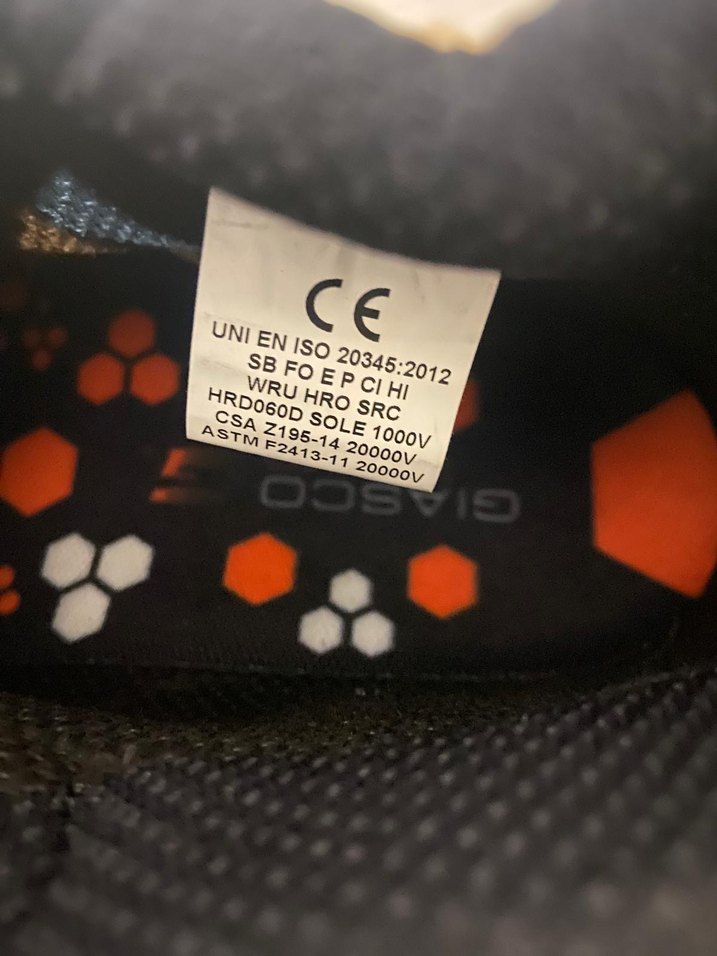 CE
UNI EN ISO 20345:2012
SB FO E P CI HI
WRU HRO SRC
HRD060D SOLE 1000V
CSA Z195-14 20000V
ASTM F2413-11 20000V
GIASCO